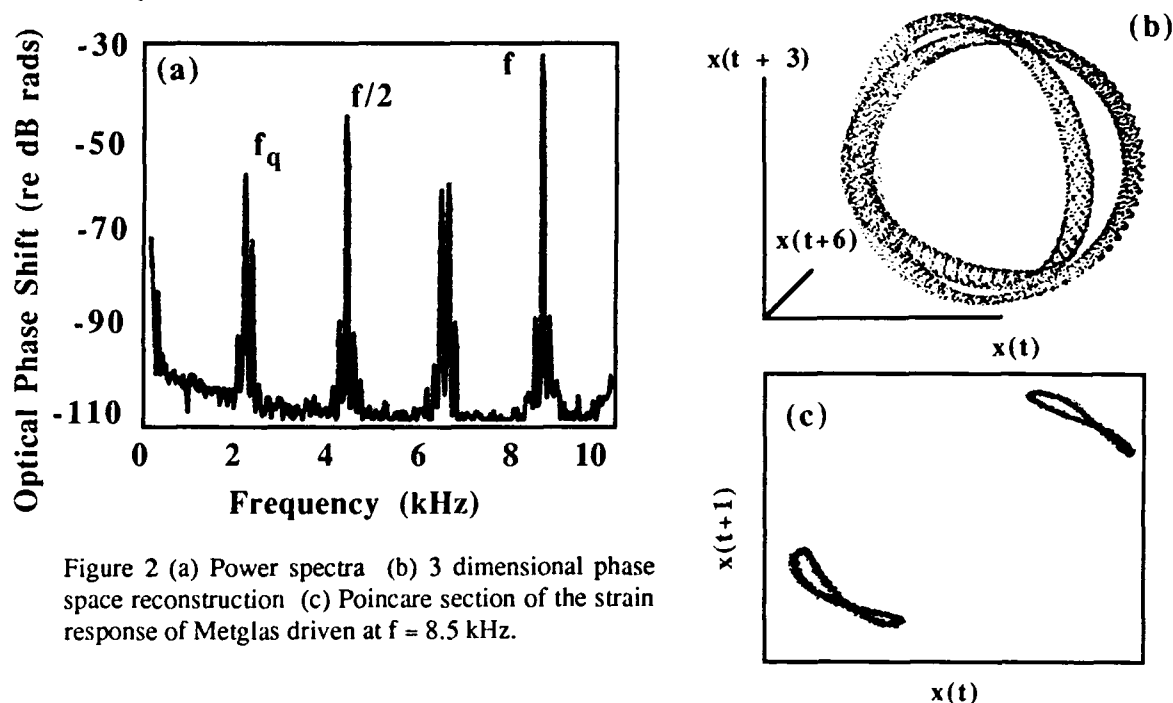 Optical Phase Shift (re dB rads)
-30
-50
-70
-90
-110
(a)
f
q
f/2
f
0 2 4 6 8 10
Frequency (kHz)
Figure 2 (a) Power spectra (b) 3 dimensional phase
space reconstruction (c) Poincare section of the strain
response of Metglas driven at f = 8.5 kHz.
(b)
x(t + 3)
x(t+6)
x(t)
(c)
x(t+1)
x(t)